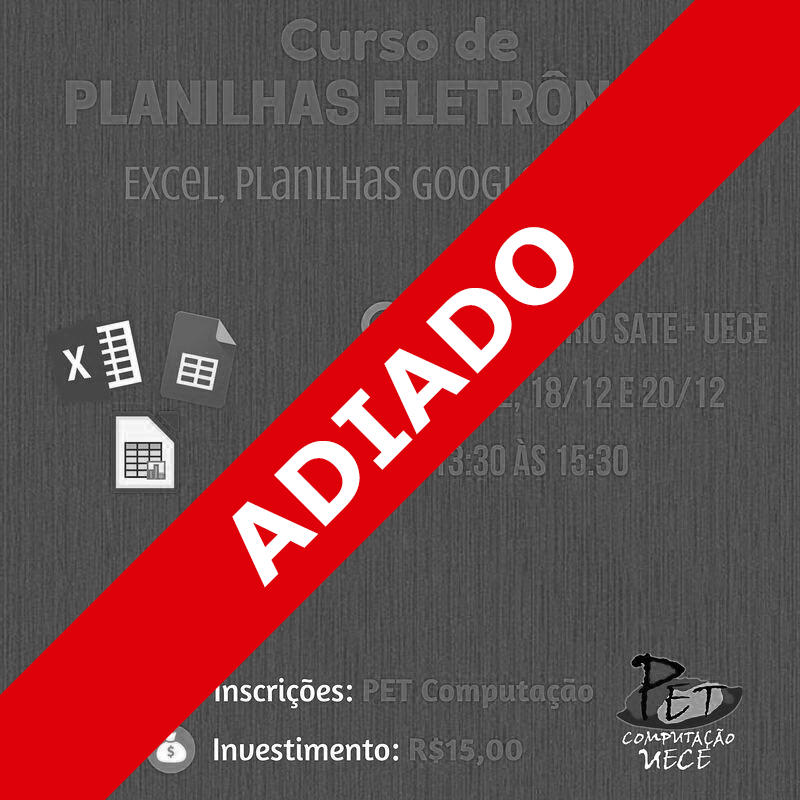 Curso de
PLANILHAS ELETRÔN
Excel, Planilhas Googl
RIO SATE - UECE
18/12 E 20/12
13:30 ÀS 15:30
ADIADO
X
Inscrições: PET Computação
$
Investimento: R$15,00
PET
COMPUTAÇÃO
UECE